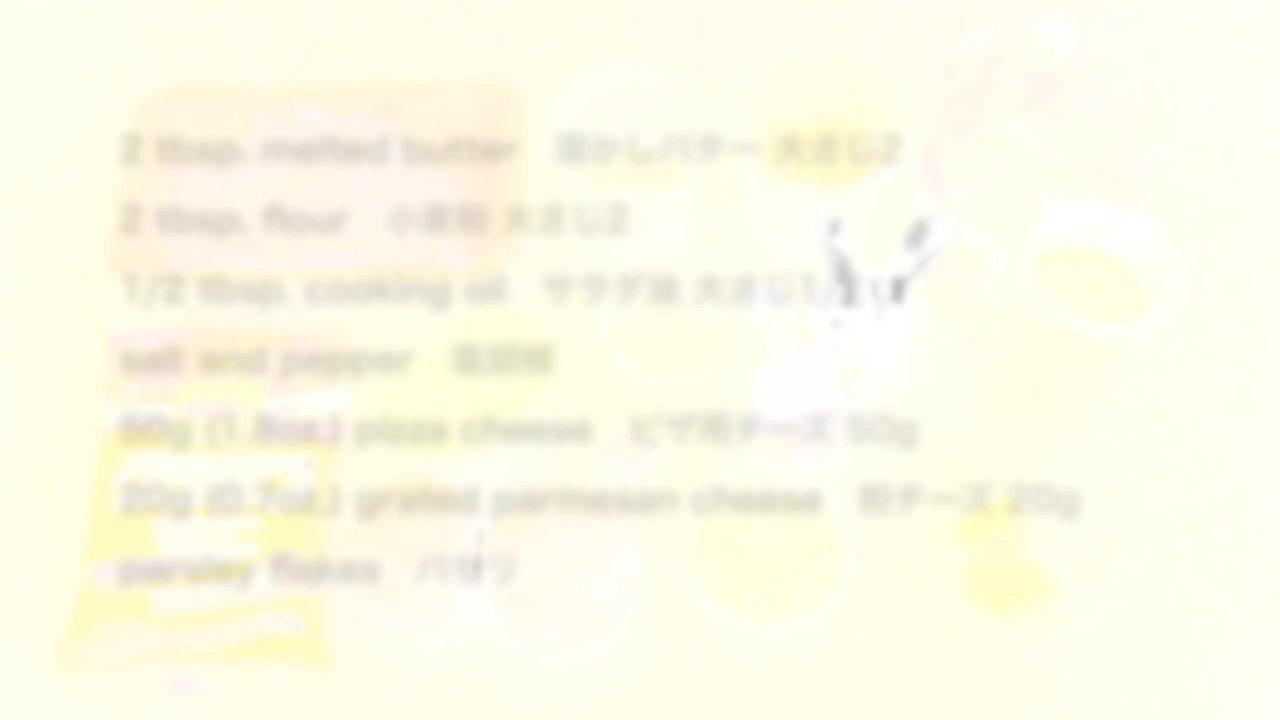 2 tbsp. melted butter 溶かしバター 大さじ2
2 tbsp. flour 小麦粉 大さじ2
1/2 tbsp. cooking oil サラダ油 大さじ1/2
salt and pepper 塩胡椒
50g (1.8oz.) pizza cheese ピザ用チーズ 50g
20g (0.7oz.) grated parmesan cheese 粉チーズ 20g
parsley flakes パセリ